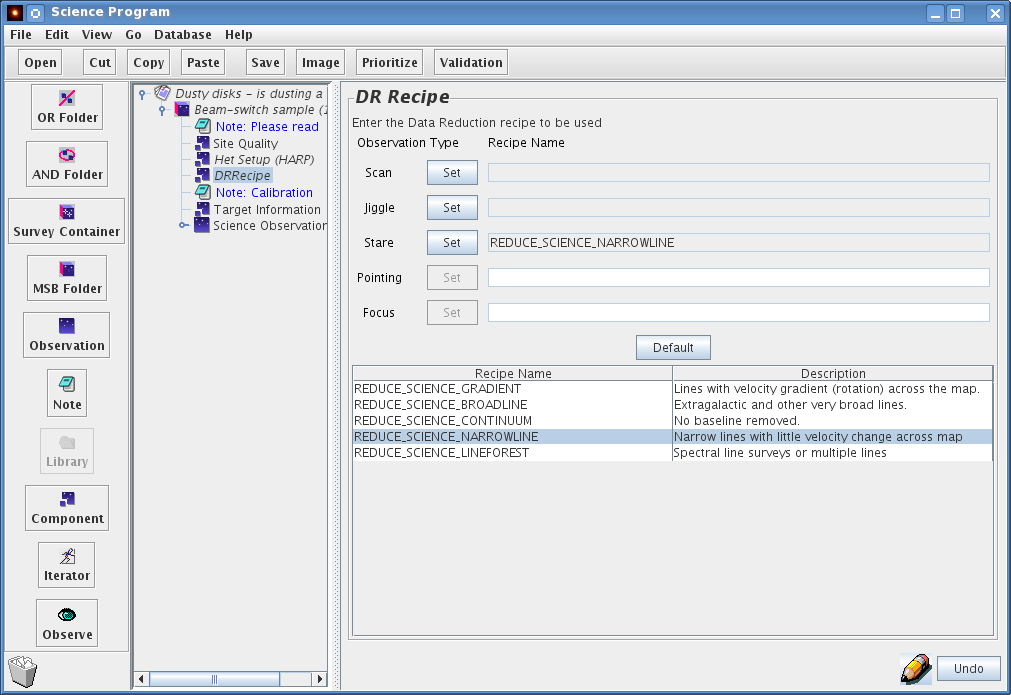 Science Program
File Edit View Go Database Help
Open Cut Copy Paste Save Image Prioritize Validation
OR Folder
AND Folder
Survey Container
MSB Folder
Observation
Note
Library
Component
Iterator
Observe
Dusty disks - is dusting a
Beam-switch sample (1
Note: Please read
Site Quality
Het Setup (HARP)
DRRecipe
Note: Calibration
Target Information
Science Observation
DR Recipe
Enter the Data Reduction recipe to be used
Observation Type Recipe Name
Scan Set
Jiggle Set
Stare Set REDUCE_SCIENCE_NARROWLINE
Pointing Set
Focus Set
Default
Recipe Name Description
REDUCE_SCIENCE_GRADIENT Lines with velocity gradient (rotation) across the map.
REDUCE_SCIENCE_BROADLINE Extragalactic and other very broad lines.
REDUCE_SCIENCE_CONTINUUM No baseline removed.
REDUCE_SCIENCE_NARROWLINE Narrow lines with little velocity change across map
REDUCE_SCIENCE_LINEFOREST Spectral line surveys or multiple lines
Undo